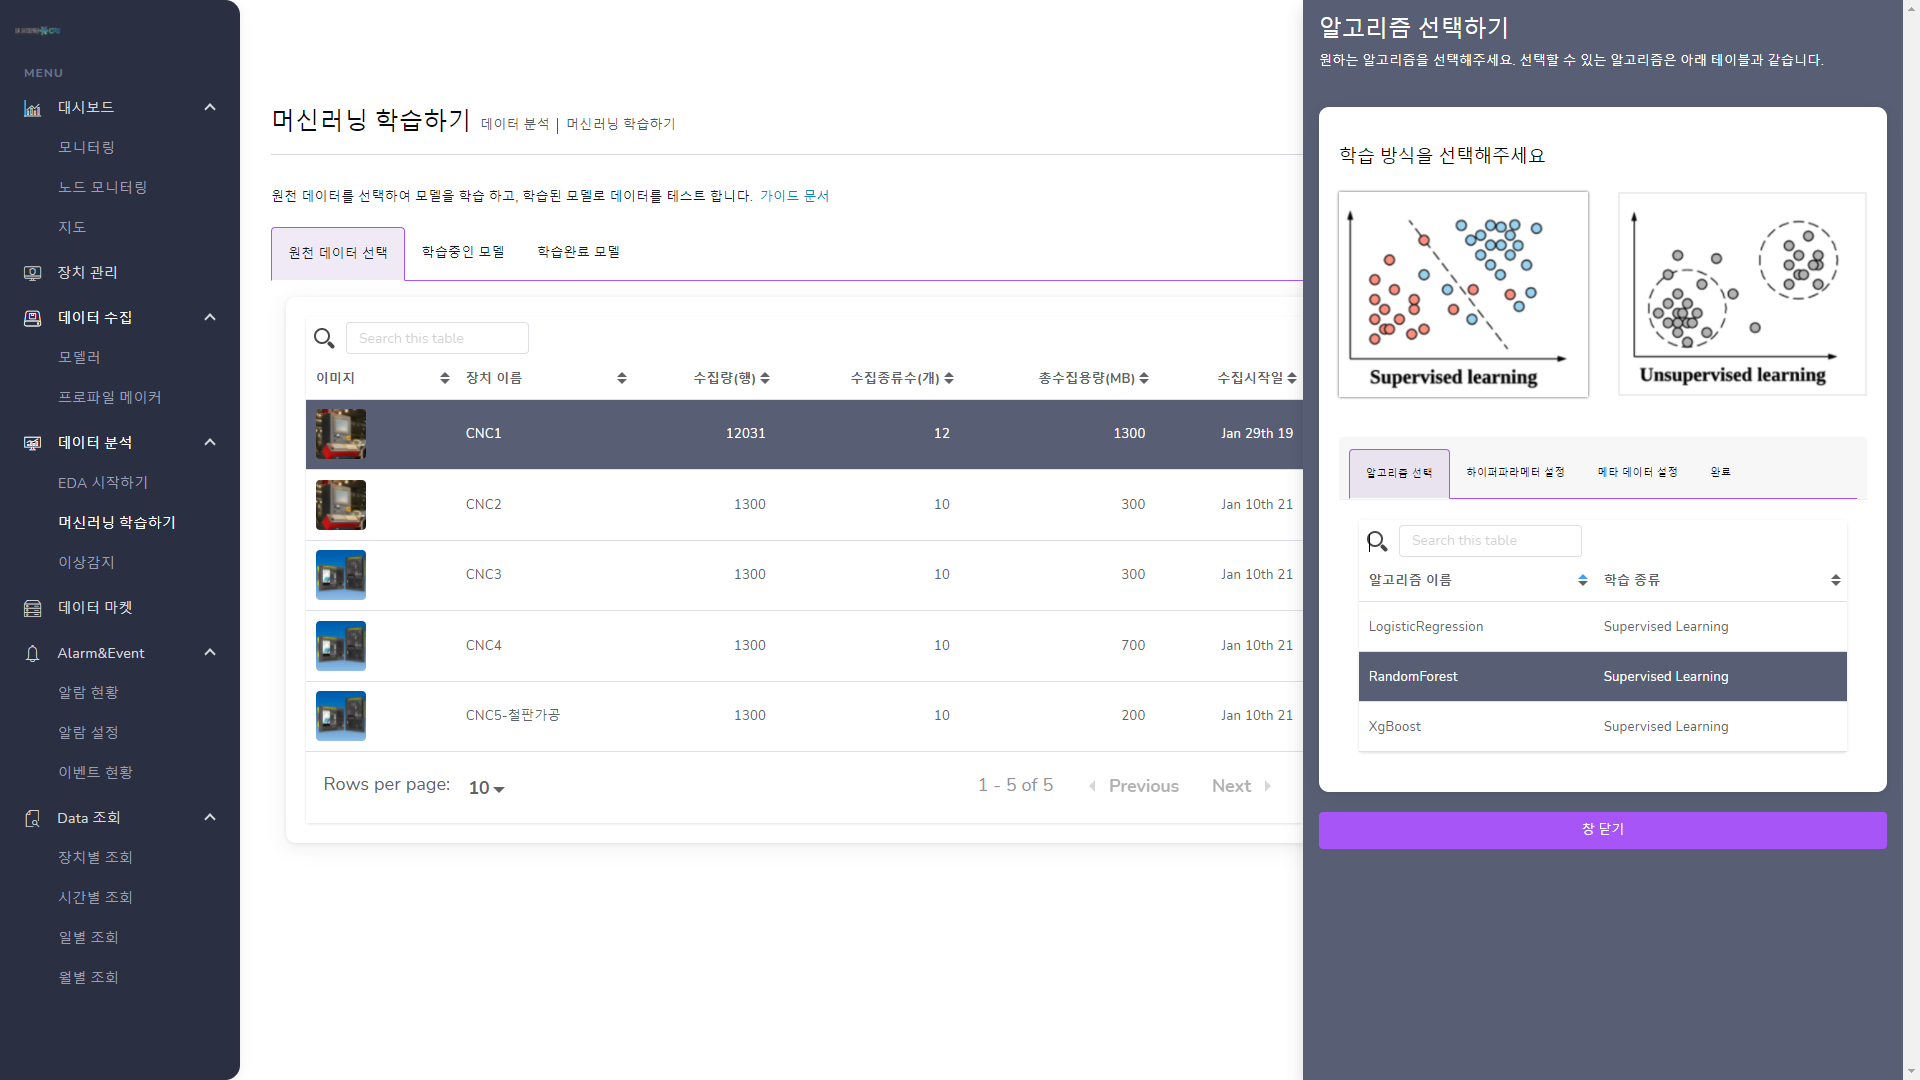 MENU
대시보드
모니터링
노드 모니터링
지도
장치 관리
데이터 수집
모델러
프로파일 메이커
데이터 분석
EDA 시작하기
머신러닝 학습하기
이상감지
데이터 마켓
Alarm&Event
알람 현황
알람 설정
이벤트 현황
Data 조회
장치별 조회
시간별 조회
일별 조회
월별 조회
머신러닝 학습하기 데이터 분석 | 머신러닝 학습하기
원천 데이터를 선택하여 모델을 학습 하고, 학습된 모델로 데이터를 테스트 합니다. 가이드 문서
원천 데이터 선택 학습중인 모델 학습완료 모델
Search this table
이미지 장치 이름 수집량(행) 수집종류수(개) 총수집용량(MB) 수집시작일
CNC1 12031 12 1300 Jan 29th 19
CNC2 1300 10 300 Jan 10th 21
CNC3 1300 10 300 Jan 10th 21
CNC4 1300 10 700 Jan 10th 21
CNC5-철판가공 1300 10 200 Jan 10th 21
Rows per page: 10 1 - 5 of 5 Previous Next
알고리즘 선택하기
원하는 알고리즘을 선택해주세요. 선택할 수 있는 알고리즘은 아래 테이블과 같습니다.
학습 방식을 선택해주세요
Supervised learning Unsupervised learning
알고리즘 선택 하이퍼파라메터 설정 메타 데이터 설정 완료
Search this table
알고리즘 이름 학습 종류
LogisticRegression Supervised Learning
RandomForest Supervised Learning
XgBoost Supervised Learning
창 닫기